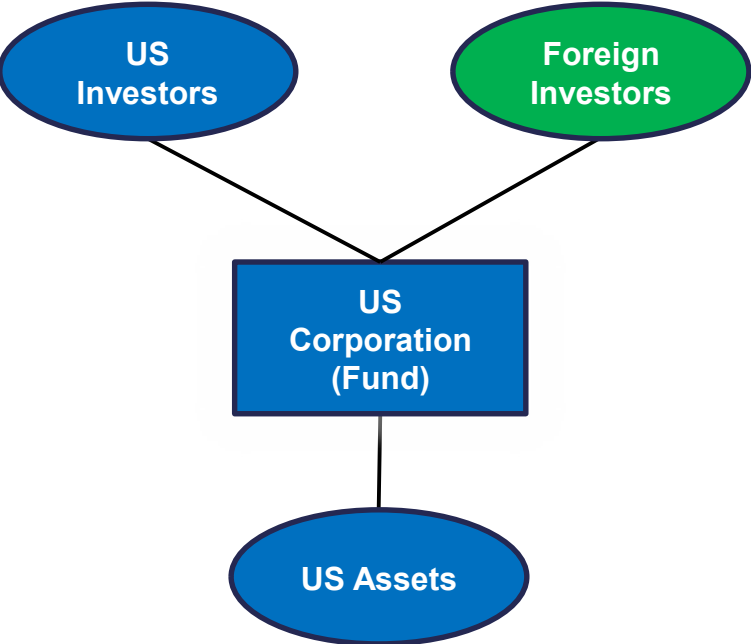 US
Investors
Foreign
Investors
US
Corporation
(Fund)
US Assets